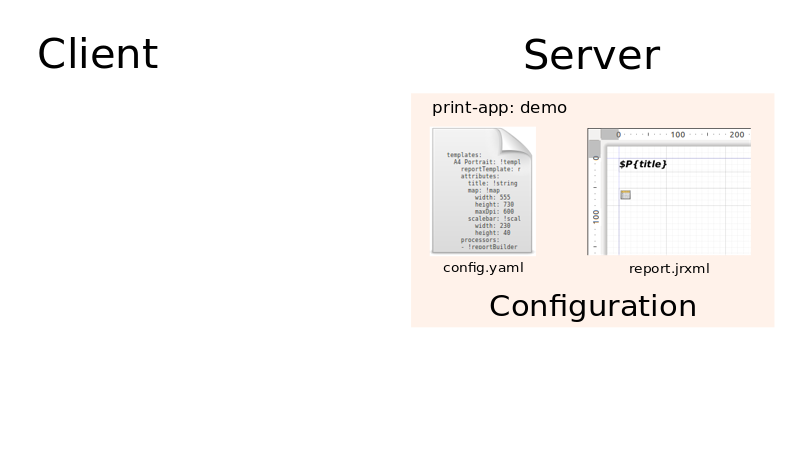 Client
Server
print-app: demo
templates:
A4 Portrait: !templ
reportTemplate: r
attributes:
title: !string
map: !map
width: 555
height: 730
maxDpi: 600
scalebar: !scal
width: 230
height: 40
processors:
- !reportBuilder
config.yaml
0 100 200
0
100
$P{title}
report.jrxml
Configuration